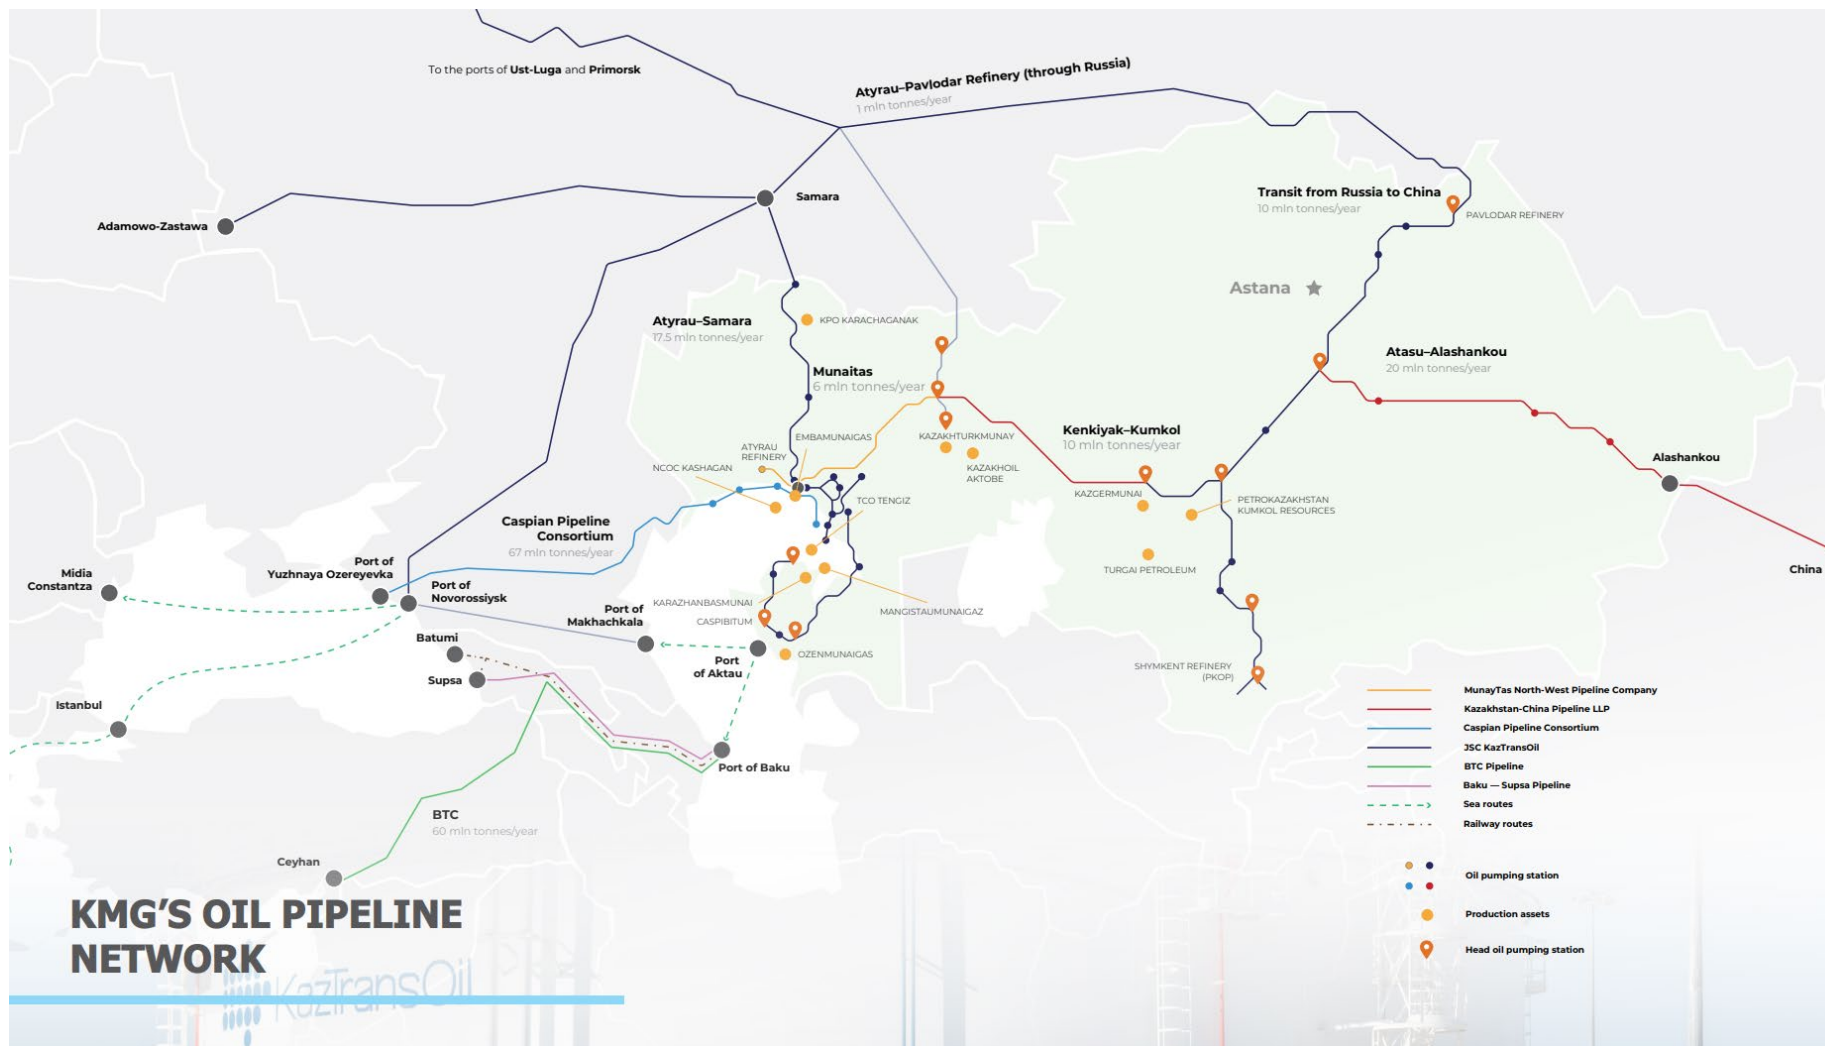 To the ports of Ust-Luga and Primorsk
Atyrau–Pavlodar Refinery (through Russia)
1 mln tonnes/year
Samara
Adamowo-Zastawa
Transit from Russia to China
10 mln tonnes/year
PAVLODAR REFINERY
Astana
Atyrau–Samara
17.5 mln tonnes/year
KPO KARACHAGANAK
Munaitas
6 mln tonnes/year
Atasu–Alashankou
20 mln tonnes/year
Kenkiyak–Kumkol
10 mln tonnes/year
EMBAMUNAIGAS
KAZAKHTURKMUNAY
ATYRAU
REFINERY
NCOC KASHAGAN
KAZAKHOIL
AKTOBE
Alashankou
KAZGERMUNAI
PETROKAZAKHSTAN
KUMKOL RESOURCES
TCO TENGIZ
Caspian Pipeline
Consortium
67 mln tonnes/year
TURGAI PETROLEUM
China
Port of
Yuzhnaya Ozereyevka
Midia
Constantza
Port of
Novorossiysk
KARAZHANBASMUNAI
MANGISTAUMUNAIGAZ
CASPIBITUM
Port of
Makhachkala
Batumi
OZENMUNAIGAS
Port
of Aktau
SHYMKENT REFINERY
(PKOP)
Supsa
Istanbul
Port of Baku
BTC
60 mln tonnes/year
Ceyhan
MunayTas North-West Pipeline Company
Kazakhstan-China Pipeline LLP
Caspian Pipeline Consortium
JSC KazTransOil
BTC Pipeline
Baku — Supsa Pipeline
Sea routes
Railway routes
Oil pumping station
Production assets
Head oil pumping station
KMG'S OIL PIPELINE
NETWORK
KazTransOil